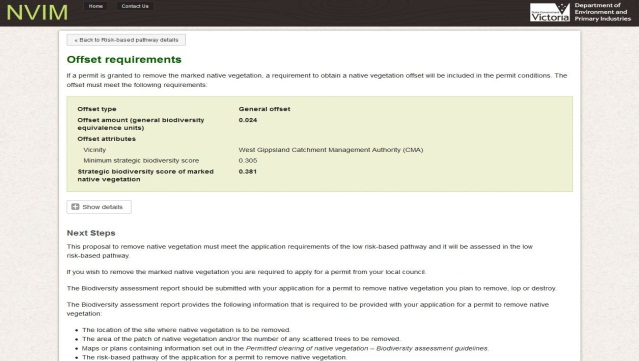 NVIM Home Contact Us Victoria Department of
Environment and
Primary Industries
« Back to Risk-based pathway details
Offset requirements
If a permit is granted to remove the marked native vegetation, a requirement to obtain a native vegetation offset will be included in the permit conditions. The
offset must meet the following requirements:
Offset type General offset
Offset amount (general biodiversity 0.024
equivalence units)
Offset attributes
Vicinity West Gippsland Catchment Management Authority (CMA)
Minimum strategic biodiversity score 0.305
Strategic biodiversity score of marked 0.381
native vegetation
Show details
Next Steps
This proposal to remove native vegetation must meet the application requirements of the low risk-based pathway and it will be assessed in the low
risk-based pathway.
If you wish to remove the marked native vegetation you are required to apply for a permit from your local council.
The Biodiversity assessment report should be submitted with your application for a permit to remove native vegetation you plan to remove, lop or destroy.
The Biodiversity assessment report provides the following information that is required to be provided with your application for a permit to remove native
vegetation:
• The location of the site where native vegetation is to be removed.
• The area of the patch of native vegetation and/or the number of any scattered trees to be removed.
• Maps or plans containing information set out in the Permitted clearing of native vegetation – Biodiversity assessment guidelines.
• The risk-based pathway of the application for a permit to remove native vegetation.